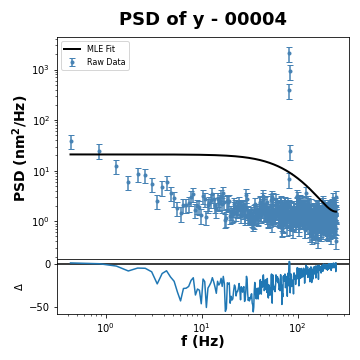 PSD of y - 00004
PSD (nm²/Hz)
MLE Fit
Raw Data
10³
10²
10¹
10⁰
Δ
0
−50
10⁰ 10¹ 10²
f (Hz)